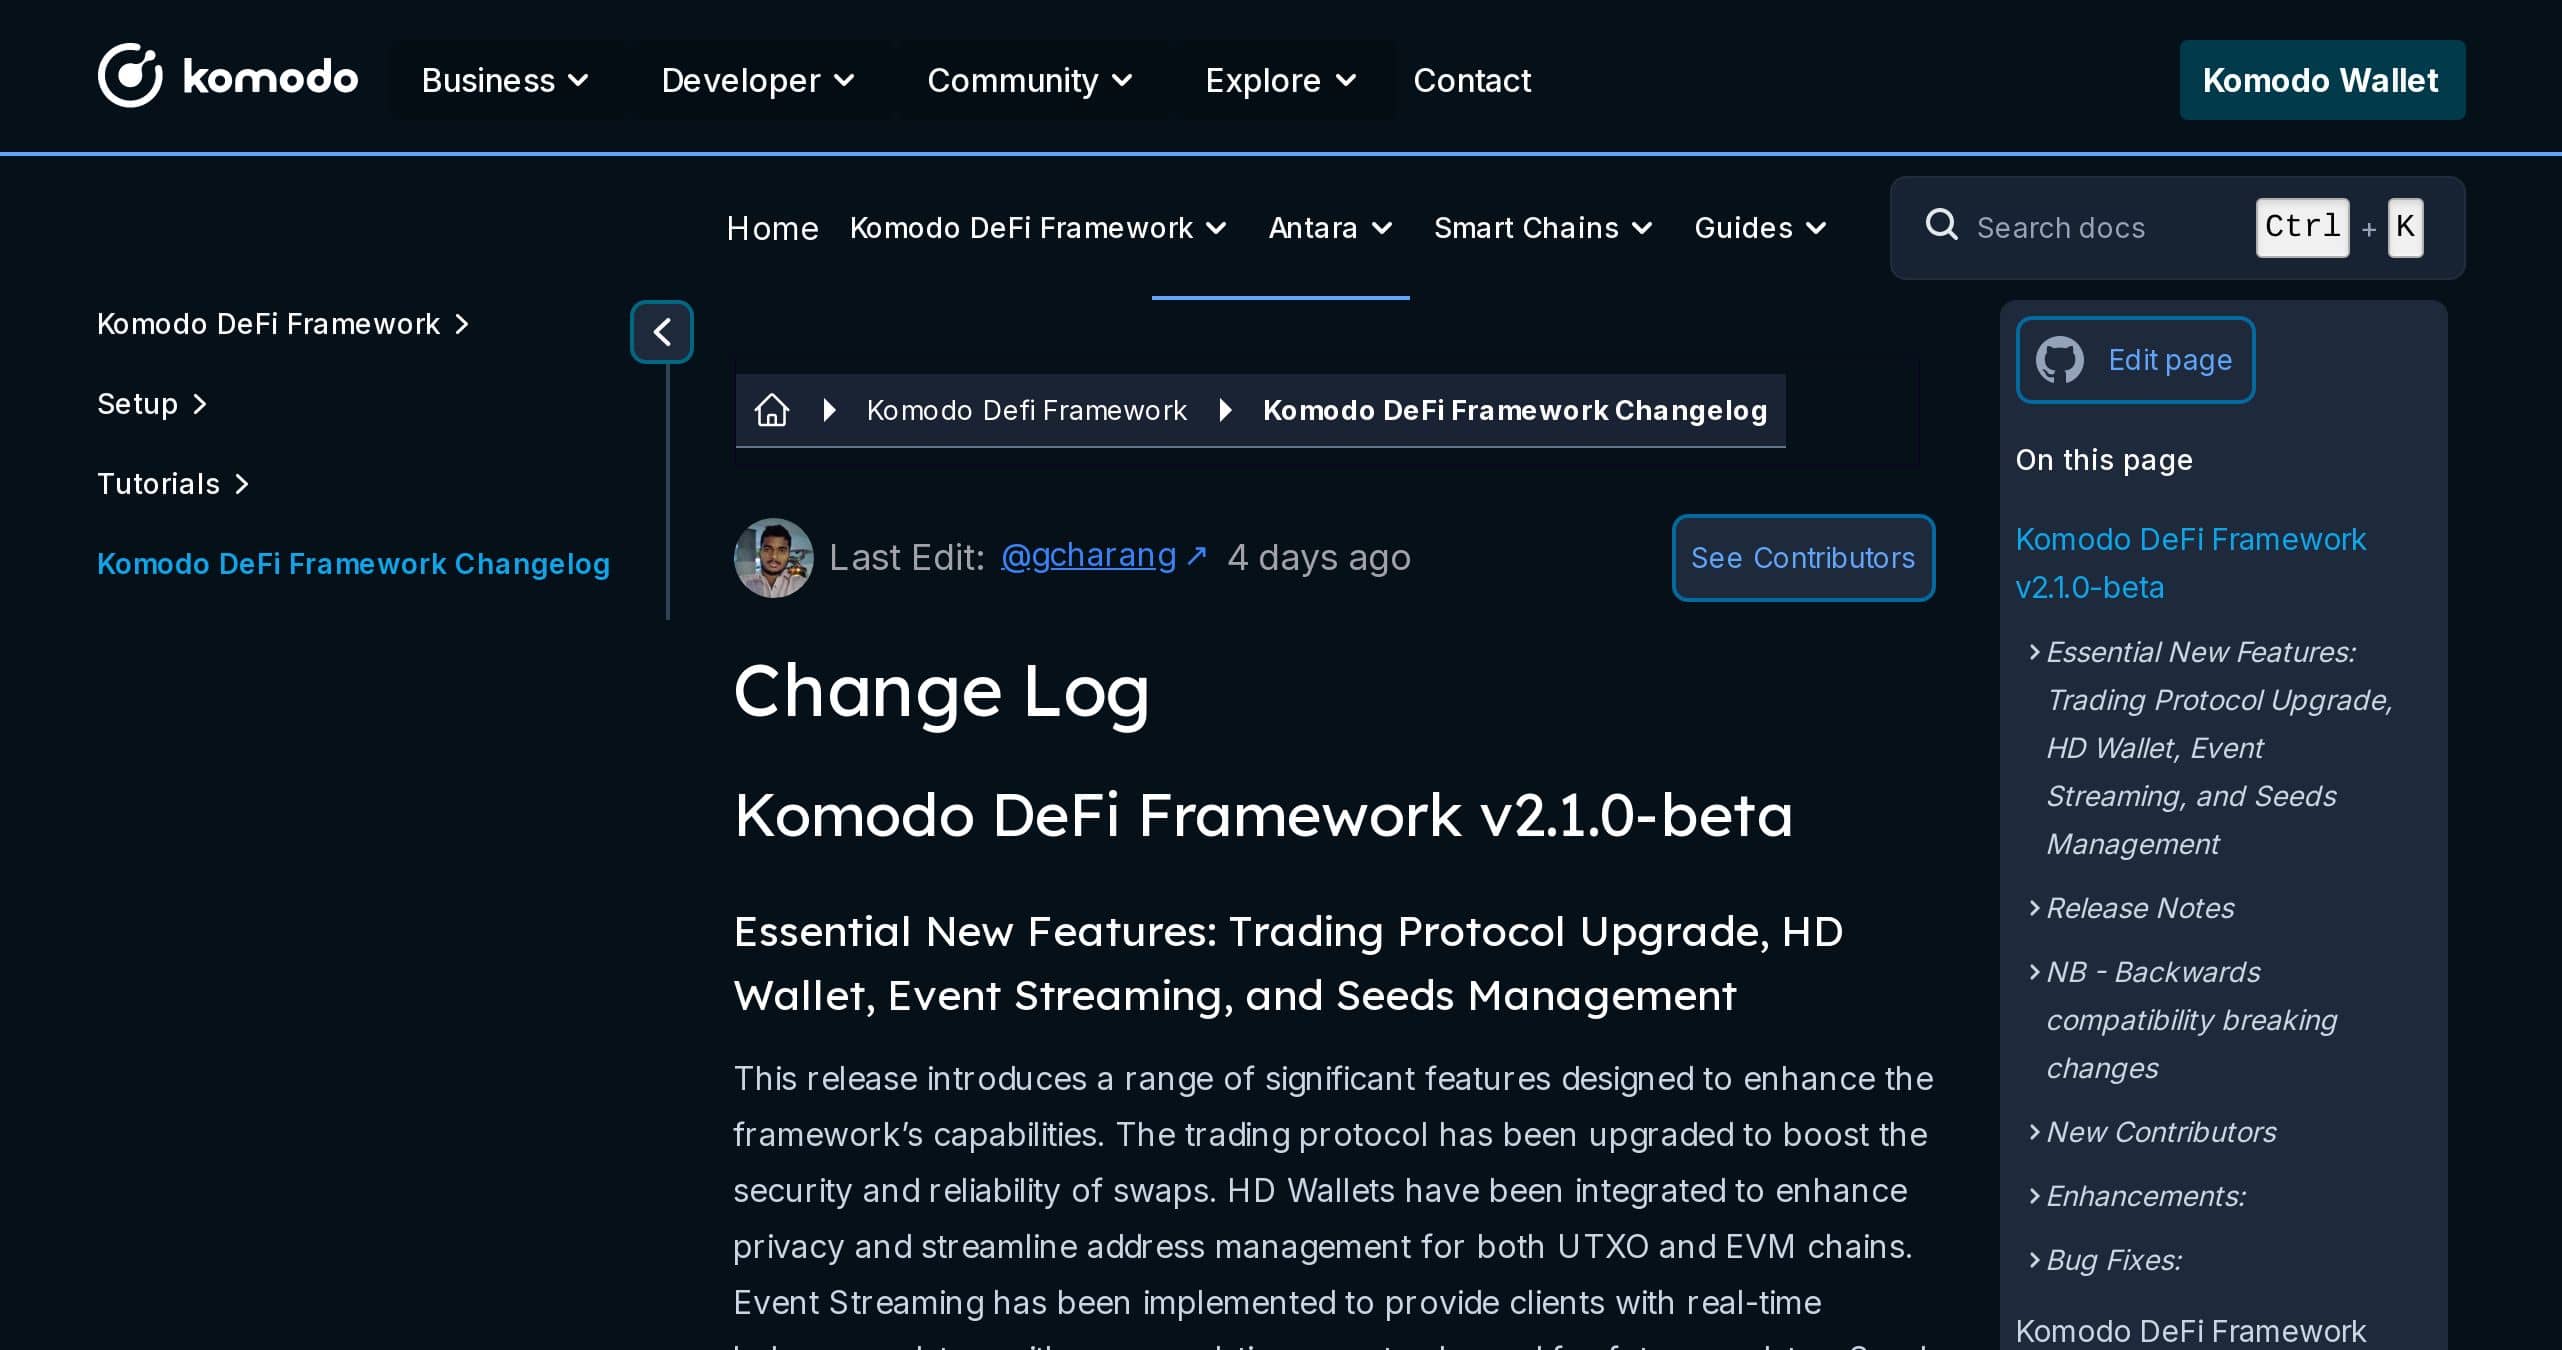 komodo Business Developer Community Explore Contact Komodo Wallet
Home Komodo DeFi Framework Antara Smart Chains Guides Search docs Ctrl + K
Komodo DeFi Framework
Setup
Tutorials
Komodo DeFi Framework Changelog
Komodo Defi Framework Komodo DeFi Framework Changelog
Last Edit: @gcharang ↗ 4 days ago See Contributors
Change Log
Komodo DeFi Framework v2.1.0-beta
Essential New Features: Trading Protocol Upgrade, HD
Wallet, Event Streaming, and Seeds Management
This release introduces a range of significant features designed to enhance the
framework’s capabilities. The trading protocol has been upgraded to boost the
security and reliability of swaps. HD Wallets have been integrated to enhance
privacy and streamline address management for both UTXO and EVM chains.
Event Streaming has been implemented to provide clients with real-time
Edit page
On this page
Komodo DeFi Framework
v2.1.0-beta
Essential New Features:
Trading Protocol Upgrade,
HD Wallet, Event
Streaming, and Seeds
Management
Release Notes
NB - Backwards
compatibility breaking
changes
New Contributors
Enhancements:
Bug Fixes:
Komodo DeFi Framework